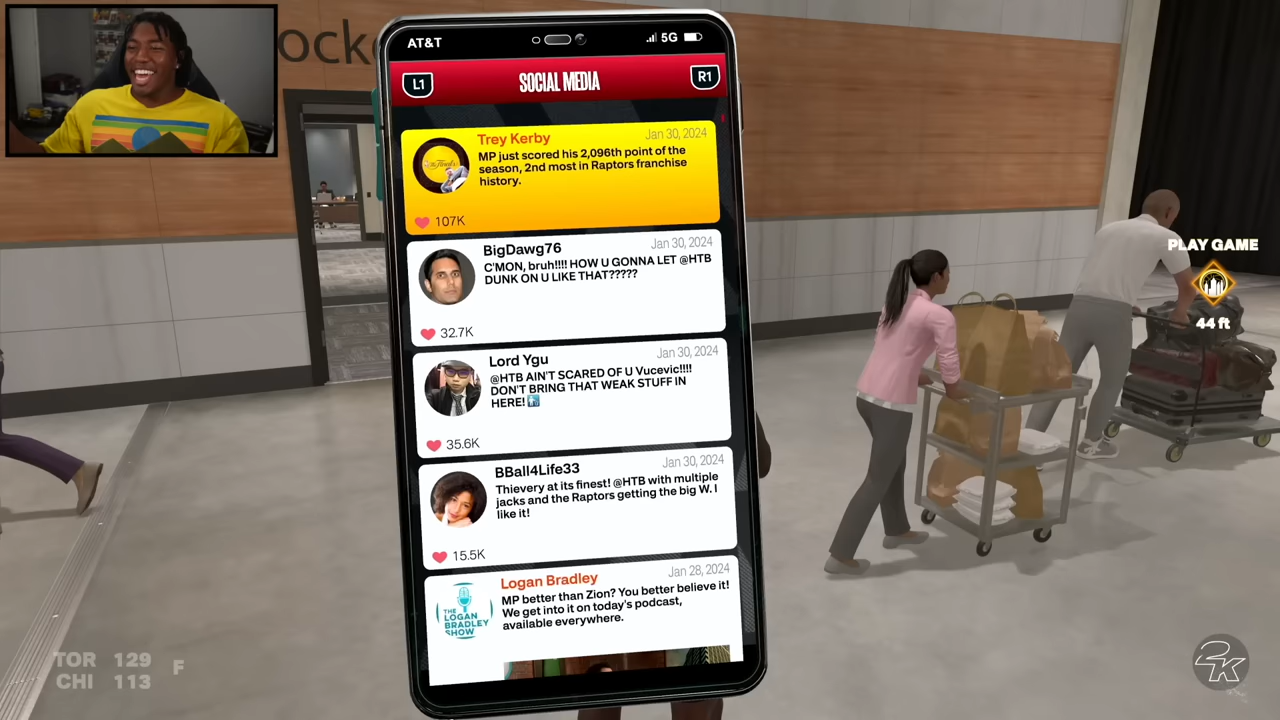 ock
AT&T
5G
L1
SOCIAL MEDIA
R1
Trey Kerby
Jan 30, 2024
MP just scored his 2,096th point of the
season, 2nd most in Raptors franchise
history.
107K
BigDawg76
Jan 30, 2024
C'MON, bruh!!!! HOW U GONNA LET @HTB
DUNK ON U LIKE THAT?????
32.7K
Lord Ygu
Jan 30, 2024
@HTB AIN'T SCARED OF U Vucevic!!!!
DON'T BRING THAT WEAK STUFF IN
HERE!
35.6K
BBall4Life33
Jan 30, 2024
Thievery at its finest! @HTB with multiple
jacks and the Raptors getting the big W. I
like it!
15.5K
Logan Bradley
Jan 28, 2024
THE
LOGAN
BRADLEY
SHOW
MP better than Zion? You better believe it!
We get into it on today's podcast,
available everywhere.
PLAY GAME
44 ft
TOR 129 F
CHI 113
2K